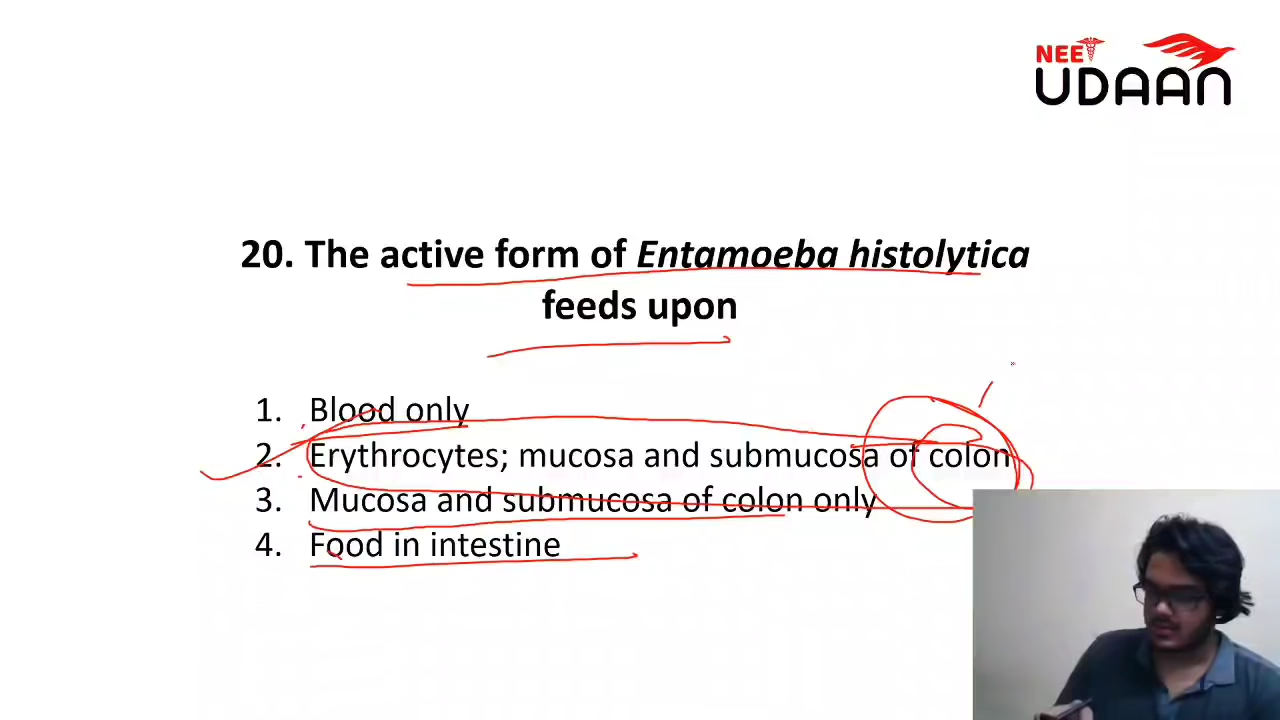 NEET
UDAAN
20. The active form of Entamoeba histolytica
feeds upon
1. Blood only
2. Erythrocytes; mucosa and submucosa of colon
3. Mucosa and submucosa of colon only
4. Food in intestine